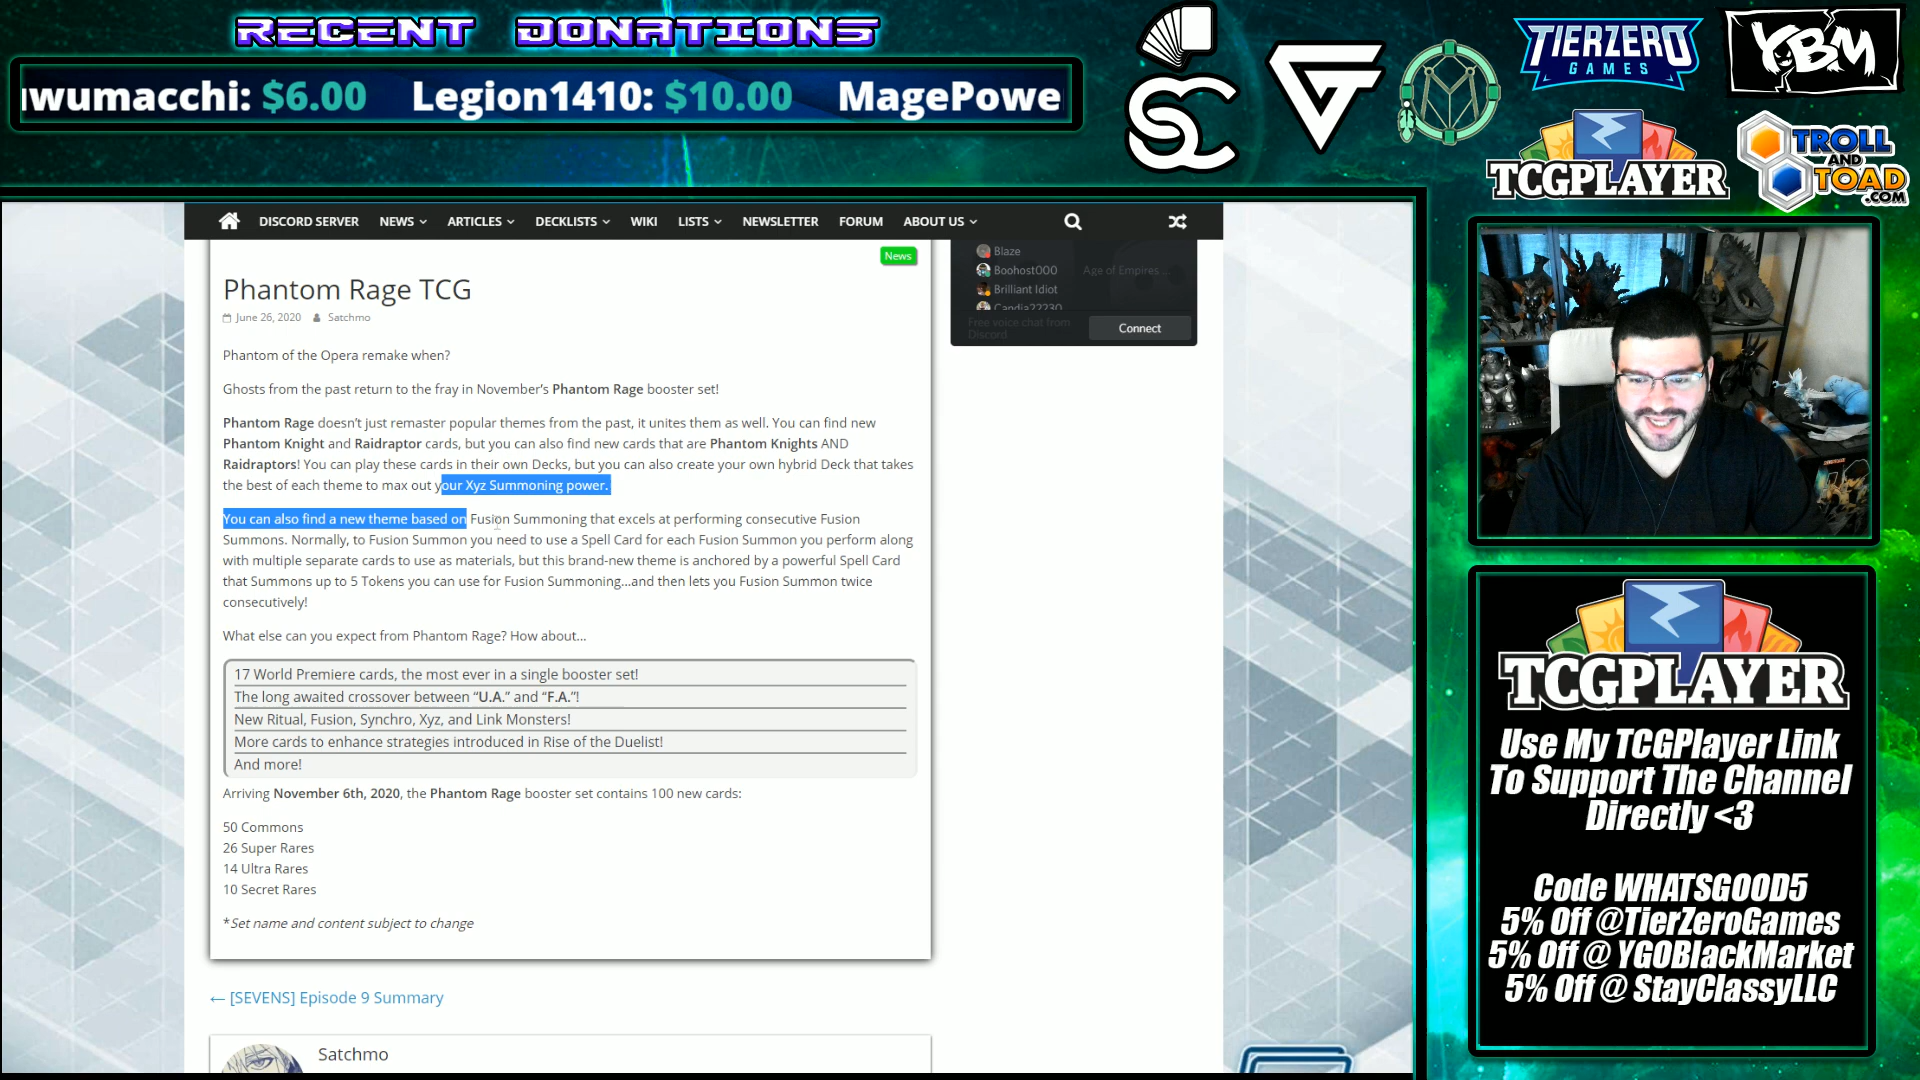 RECENT DONATIONS
wumacchi: $6.00 Legion1410: $10.00 MagePowe
SC
TIERZERO
GAMES
YBM
TCGPLAYER
TROLL
AND
TOAD
.COM
DISCORD SERVER NEWS ARTICLES DECKLISTS WIKI LISTS NEWSLETTER FORUM ABOUT US
News
Blaze
Boohost000 Age of Empires...
Brilliant Idiot
Candia22230
Free voice chat from
Discord
Connect
Phantom Rage TCG
June 26, 2020 Satchmo
Phantom of the Opera remake when?
Ghosts from the past return to the fray in November's Phantom Rage booster set!
Phantom Rage doesn't just remaster popular themes from the past, it unites them as well. You can find new
Phantom Knight and Raidraptor cards, but you can also find new cards that are Phantom Knights AND
Raidraptors! You can play these cards in their own Decks, but you can also create your own hybrid Deck that takes
the best of each theme to max out your Xyz Summoning power.
You can also find a new theme based on Fusion Summoning that excels at performing consecutive Fusion
Summons. Normally, to Fusion Summon you need to use a Spell Card for each Fusion Summon you perform along
with multiple separate cards to use as materials, but this brand-new theme is anchored by a powerful Spell Card
that Summons up to 5 Tokens you can use for Fusion Summoning...and then lets you Fusion Summon twice
consecutively!
What else can you expect from Phantom Rage? How about...
17 World Premiere cards, the most ever in a single booster set!
The long awaited crossover between "U.A." and "F.A."!
New Ritual, Fusion, Synchro, Xyz, and Link Monsters!
More cards to enhance strategies introduced in Rise of the Duelist!
And more!
Arriving November 6th, 2020, the Phantom Rage booster set contains 100 new cards:
50 Commons
26 Super Rares
14 Ultra Rares
10 Secret Rares
*Set name and content subject to change
← [SEVENS] Episode 9 Summary
Satchmo
TCGPLAYER
Use My TCGPlayer Link
To Support The Channel
Directly <3
Code WHATSGOOD5
5% Off @TierZeroGames
5% Off @ YGOBlackMarket
5% Off @ StayClassyLLC